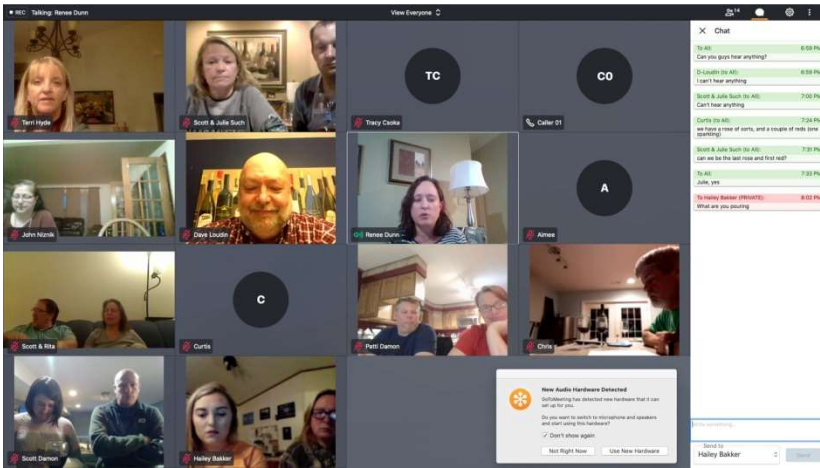 REC Talking: Renee Dunn
View Everyone
14
Terri Hyde
Scott & Julie Such
TC
Tracy Csoka
CO
Caller 01
John Niznik
Dave Loudin
Renee Dunn
A
Aimee
Scott & Rita
C
Curtis
Patti Damon
Chris
Scott Damon
Hailey Bakker
New Audio Hardware Detected
GoToMeeting has detected new hardware that it can
set up for you.
Do you want to switch to microphone and speakers
and start using this hardware?
Don't show again
Not Right Now
Use New Hardware
Chat
To All: 6:59 PM
Can you guys hear anything?
D-Loudin (to All): 6:59 PM
I can't hear anything
Scott & Julie Such (to All): 7:00 PM
Can't hear anything
Curtis (to All): 7:24 PM
we have a rose of sorts, and a couple of reds (one
sparkling)
Scott & Julie Such (to All): 7:31 PM
can we be the last rose and first red?
To All: 7:33 PM
Julie, yes
To Hailey Bakker (PRIVATE): 8:02 PM
What are you pouring
Write something...
Send to
Hailey Bakker
Send